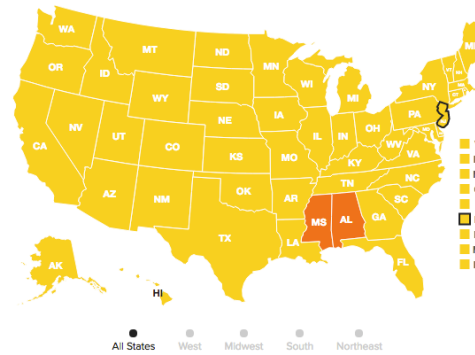 WA
MT
ND
MN
OR
ID
SD
WI
MI
NY
WY
IA
PA
NE
NV
UT
IL
IN
OH
CO
CA
KS
MO
WV
VA
KY
NC
TN
OK
AZ
NM
AR
SC
MS
AL
GA
TX
LA
FL
AK
HI
All States
West
Midwest
South
Northeast